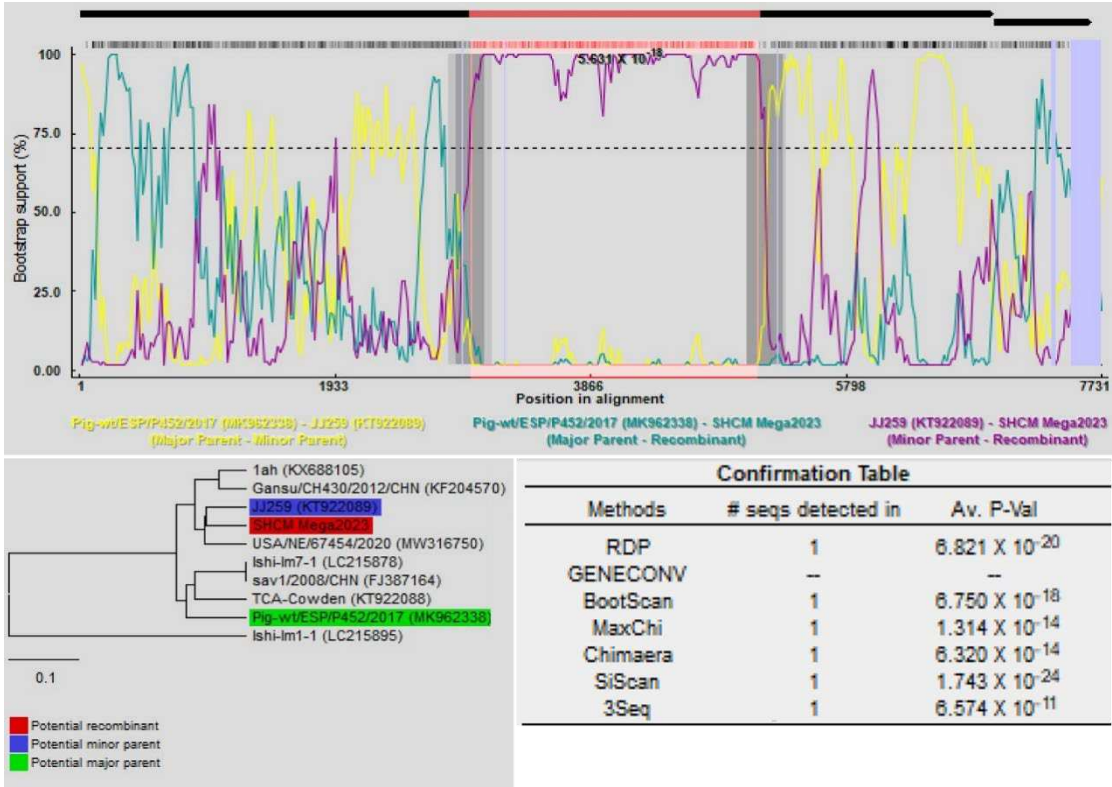 100
75.0
50.0
25.0
0.00
Bootstrap support (%)
5.631 X 10-18
1 1933 3866 5798 7731
Position in alignment
Pig-wt/ESP/P452/2017 (MK962338) - JJ259 (KT922089)
(Major Parent - Minor Parent)
Pig-wt/ESP/P452/2017 (MK962338) - SHCM Mega2023
(Major Parent - Recombinant)
JJ259 (KT922089) - SHCM Mega2023
(Minor Parent - Recombinant)
1ah (KX688105)
Gansu/CH430/2012/CHN (KF204570)
JJ259 (KT922089)
SHCM Mega2023
USA/NE/67454/2020 (MW316750)
Ishi-Im7-1 (LC215878)
sav1/2008/CHN (FJ387164)
TCA-Cowden (KT922088)
Pig-wt/ESP/P452/2017 (MK962338)
Ishi-Im1-1 (LC215895)
0.1
Potential recombinant
Potential minor parent
Potential major parent
Confirmation Table
Methods # seqs detected in Av. P-Val
RDP 1 6.821 X 10-20
GENECONV -- --
BootScan 1 6.750 X 10-18
MaxChi 1 1.314 X 10-14
Chimaera 1 6.320 X 10-14
SiScan 1 1.743 X 10-24
3Seq 1 6.574 X 10-11